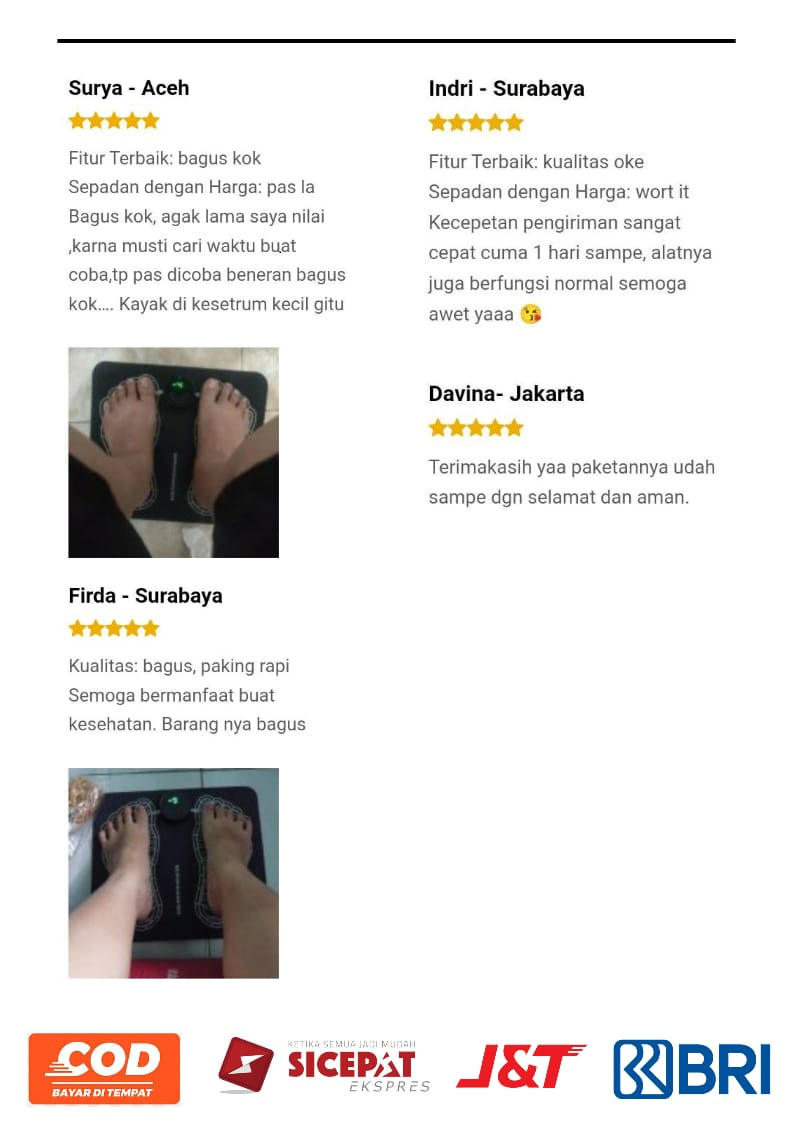 Surya - Aceh
Fitur Terbaik: bagus kok
Sepadan dengan Harga: pas la
Bagus kok, agak lama saya nilai
,karna musti cari waktu buat
coba,tp pas dicoba beneran bagus
kok.... Kayak di kesetrum kecil gitu
Firda - Surabaya
Kualitas: bagus, paking rapi
Semoga bermanfaat buat
kesehatan. Barang nya bagus
Indri - Surabaya
Fitur Terbaik: kualitas oke
Sepadan dengan Harga: wort it
Kecepetan pengiriman sangat
cepat cuma 1 hari sampe, alatnya
juga berfungsi normal semoga
awet yaaa 😘
Davina- Jakarta
Terimakasih yaa paketannya udah
sampe dgn selamat dan aman.
COD
BAYAR DI TEMPAT
KETIKA SEMUA JADI MUDAH
SICEPAT
EKSPRES
J&T
BRI